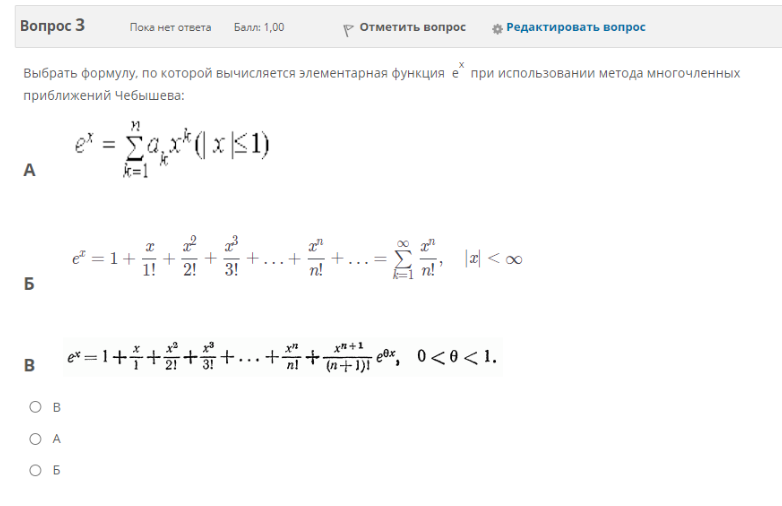 Вопрос 3 Пока нет ответа Балл: 1,00 Отметить вопрос Редактировать вопрос
Выбрать формулу, по которой вычисляется элементарная функция e^x при использовании метода многочленных
приближений Чебышева:
А e^x = ∑_{k=1}^{n} a_k x^k (| x |≤1)
Б e^x = 1 + x/1! + x^2/2! + x^3/3! + ... + x^n/n! + ... = ∑_{k=1}^{∞} x^n/n!, |x| < ∞
В e^x = 1 + x/1 + x^2/2! + x^3/3! + ... + x^n/n! + x^{n+1}/(n+1)! e^{θx}, 0 < θ < 1.
В
А
Б